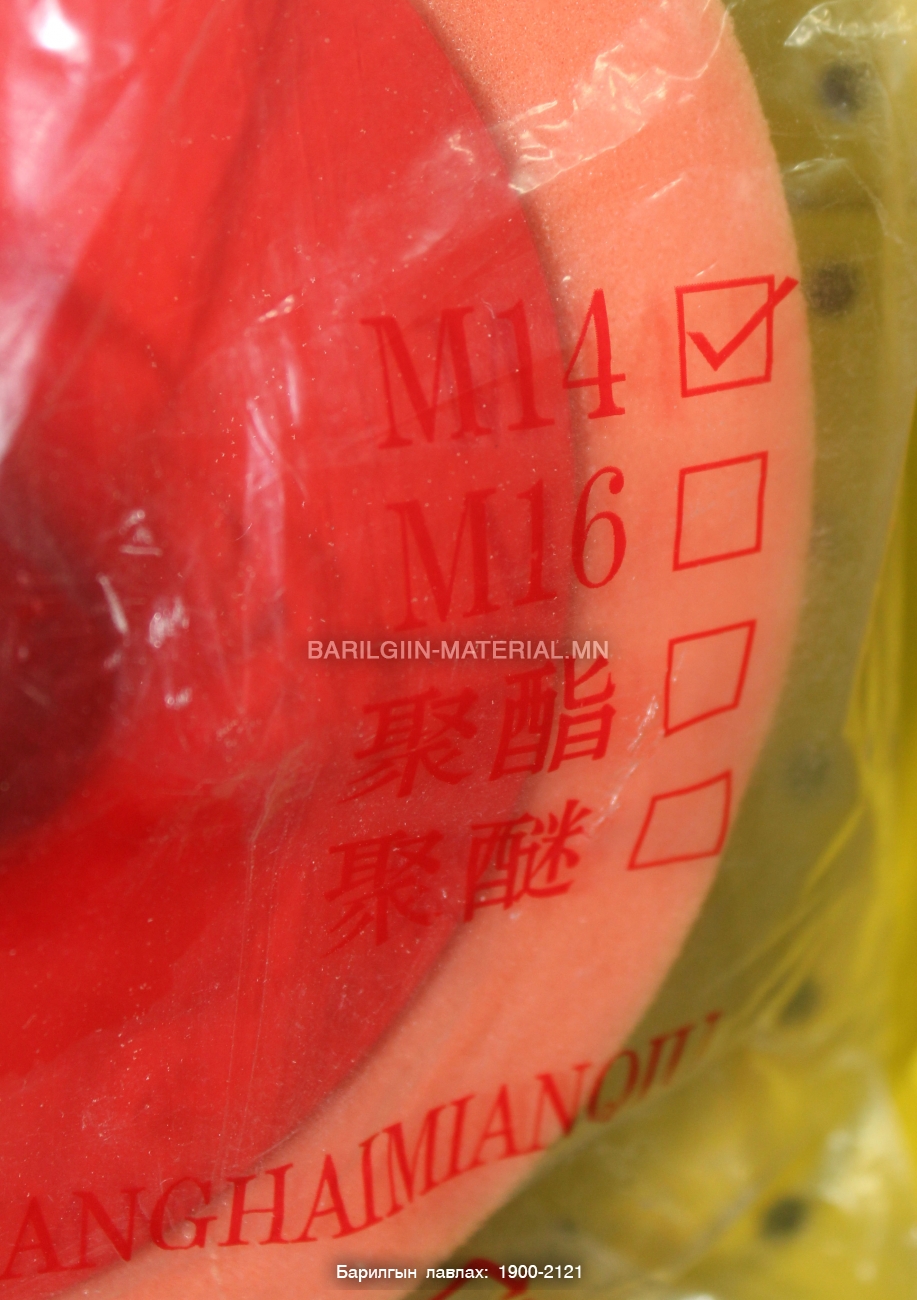 M14
M16
BARILGIIN-MATERIAL.MN
聚酯
聚醚
ANGHAIMIANQIU
Барилгын лавлах: 1900-2121